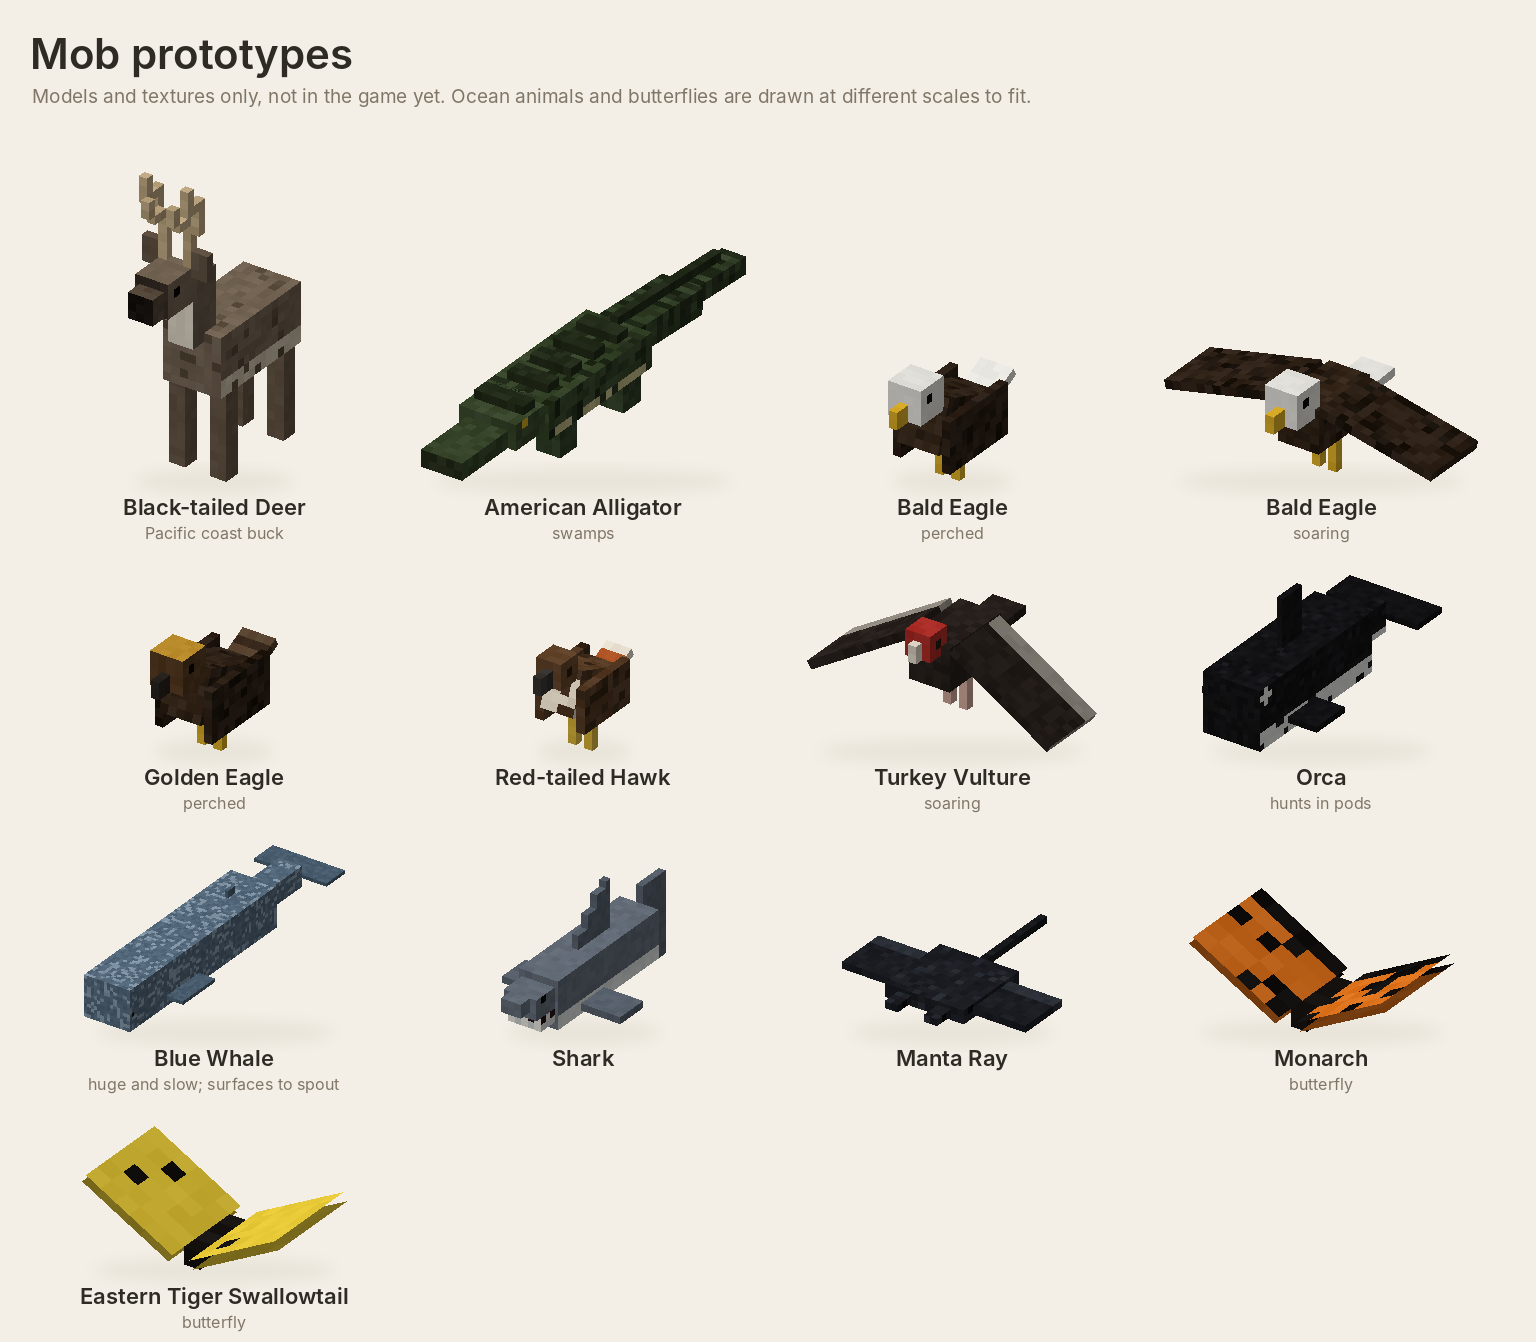 Mob prototypes
Models and textures only, not in the game yet. Ocean animals and butterflies are drawn at different scales to fit.
Black-tailed Deer
Pacific coast buck
American Alligator
swamps
Bald Eagle
perched
Bald Eagle
soaring
Golden Eagle
perched
Red-tailed Hawk
Turkey Vulture
soaring
Orca
hunts in pods
Blue Whale
huge and slow; surfaces to spout
Shark
Manta Ray
Monarch
butterfly
Eastern Tiger Swallowtail
butterfly